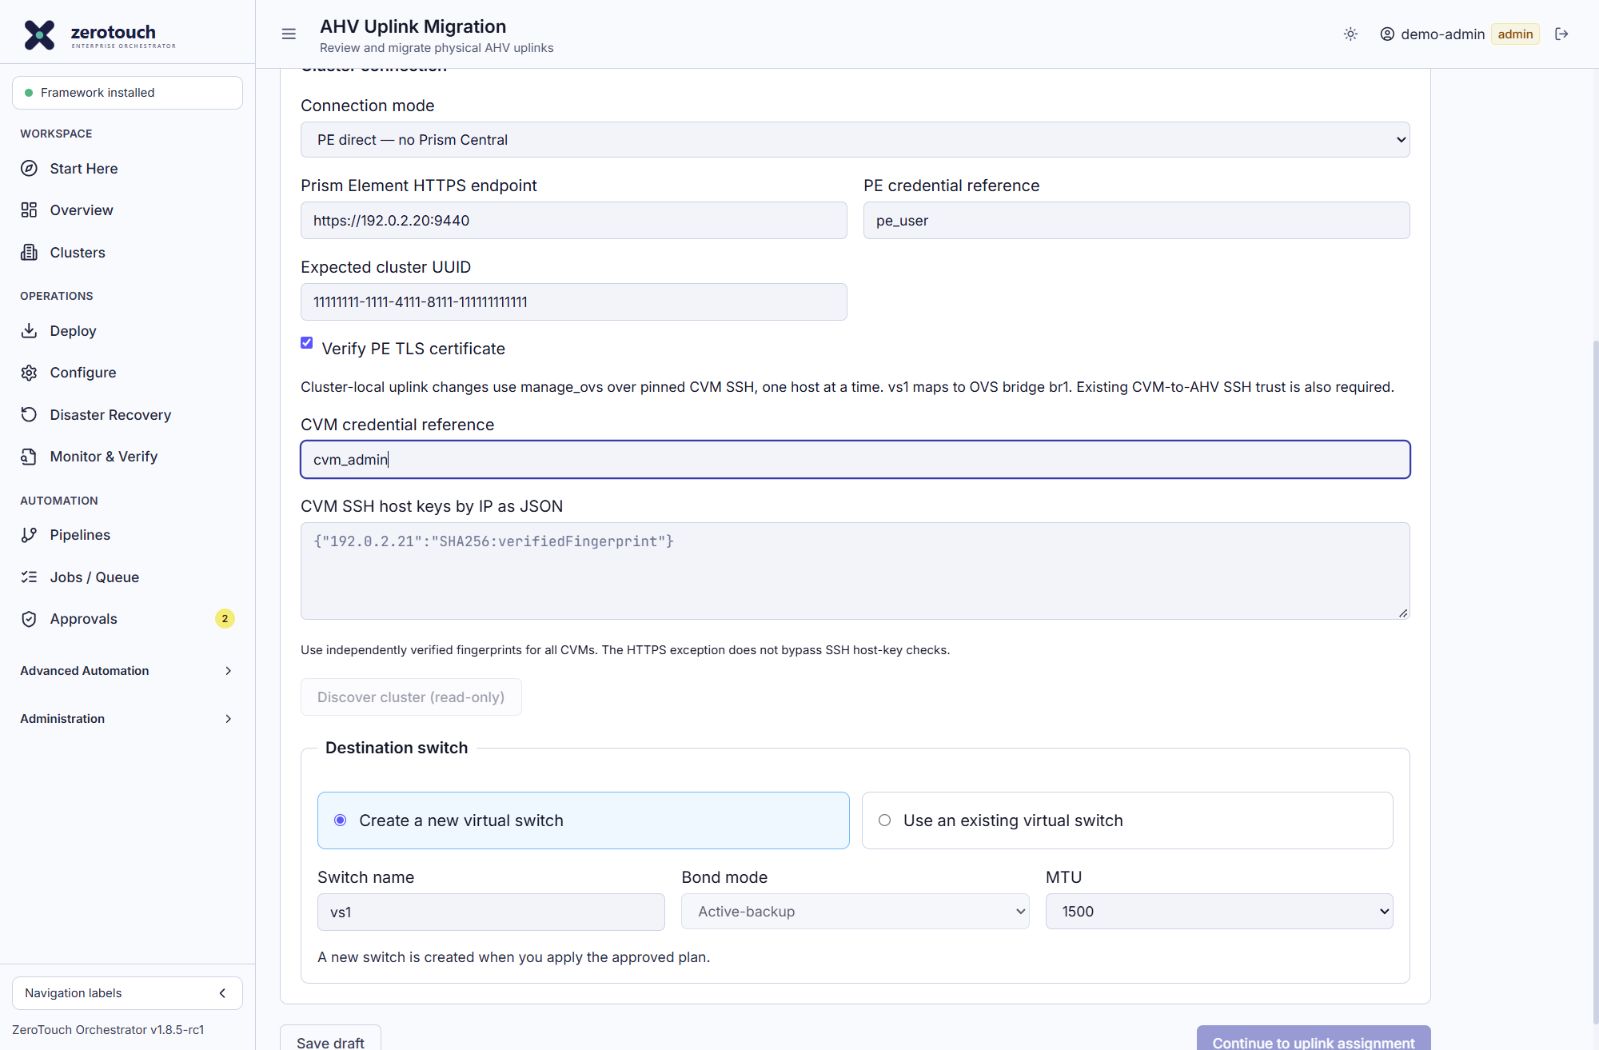 zerotouch
ENTERPRISE ORCHESTRATOR
AHV Uplink Migration
Review and migrate physical AHV uplinks
demo-admin
admin
Framework installed
WORKSPACE
Start Here
Overview
Clusters
OPERATIONS
Deploy
Configure
Disaster Recovery
Monitor & Verify
AUTOMATION
Pipelines
Jobs / Queue
Approvals
2
Advanced Automation
Administration
Navigation labels
ZeroTouch Orchestrator v1.8.5-rc1
Cluster connection
Connection mode
PE direct — no Prism Central
Prism Element HTTPS endpoint
PE credential reference
https://192.0.2.20:9440
pe_user
Expected cluster UUID
11111111-1111-4111-8111-111111111111
Verify PE TLS certificate
Cluster-local uplink changes use manage_ovs over pinned CVM SSH, one host at a time. vs1 maps to OVS bridge br1. Existing CVM-to-AHV SSH trust is also required.
CVM credential reference
cvm_admin
CVM SSH host keys by IP as JSON
{"192.0.2.21":"SHA256:verifiedFingerprint"}
Use independently verified fingerprints for all CVMs. The HTTPS exception does not bypass SSH host-key checks.
Discover cluster (read-only)
Destination switch
Create a new virtual switch
Use an existing virtual switch
Switch name
Bond mode
MTU
vs1
Active-backup
1500
A new switch is created when you apply the approved plan.
Save draft
Continue to uplink assignment